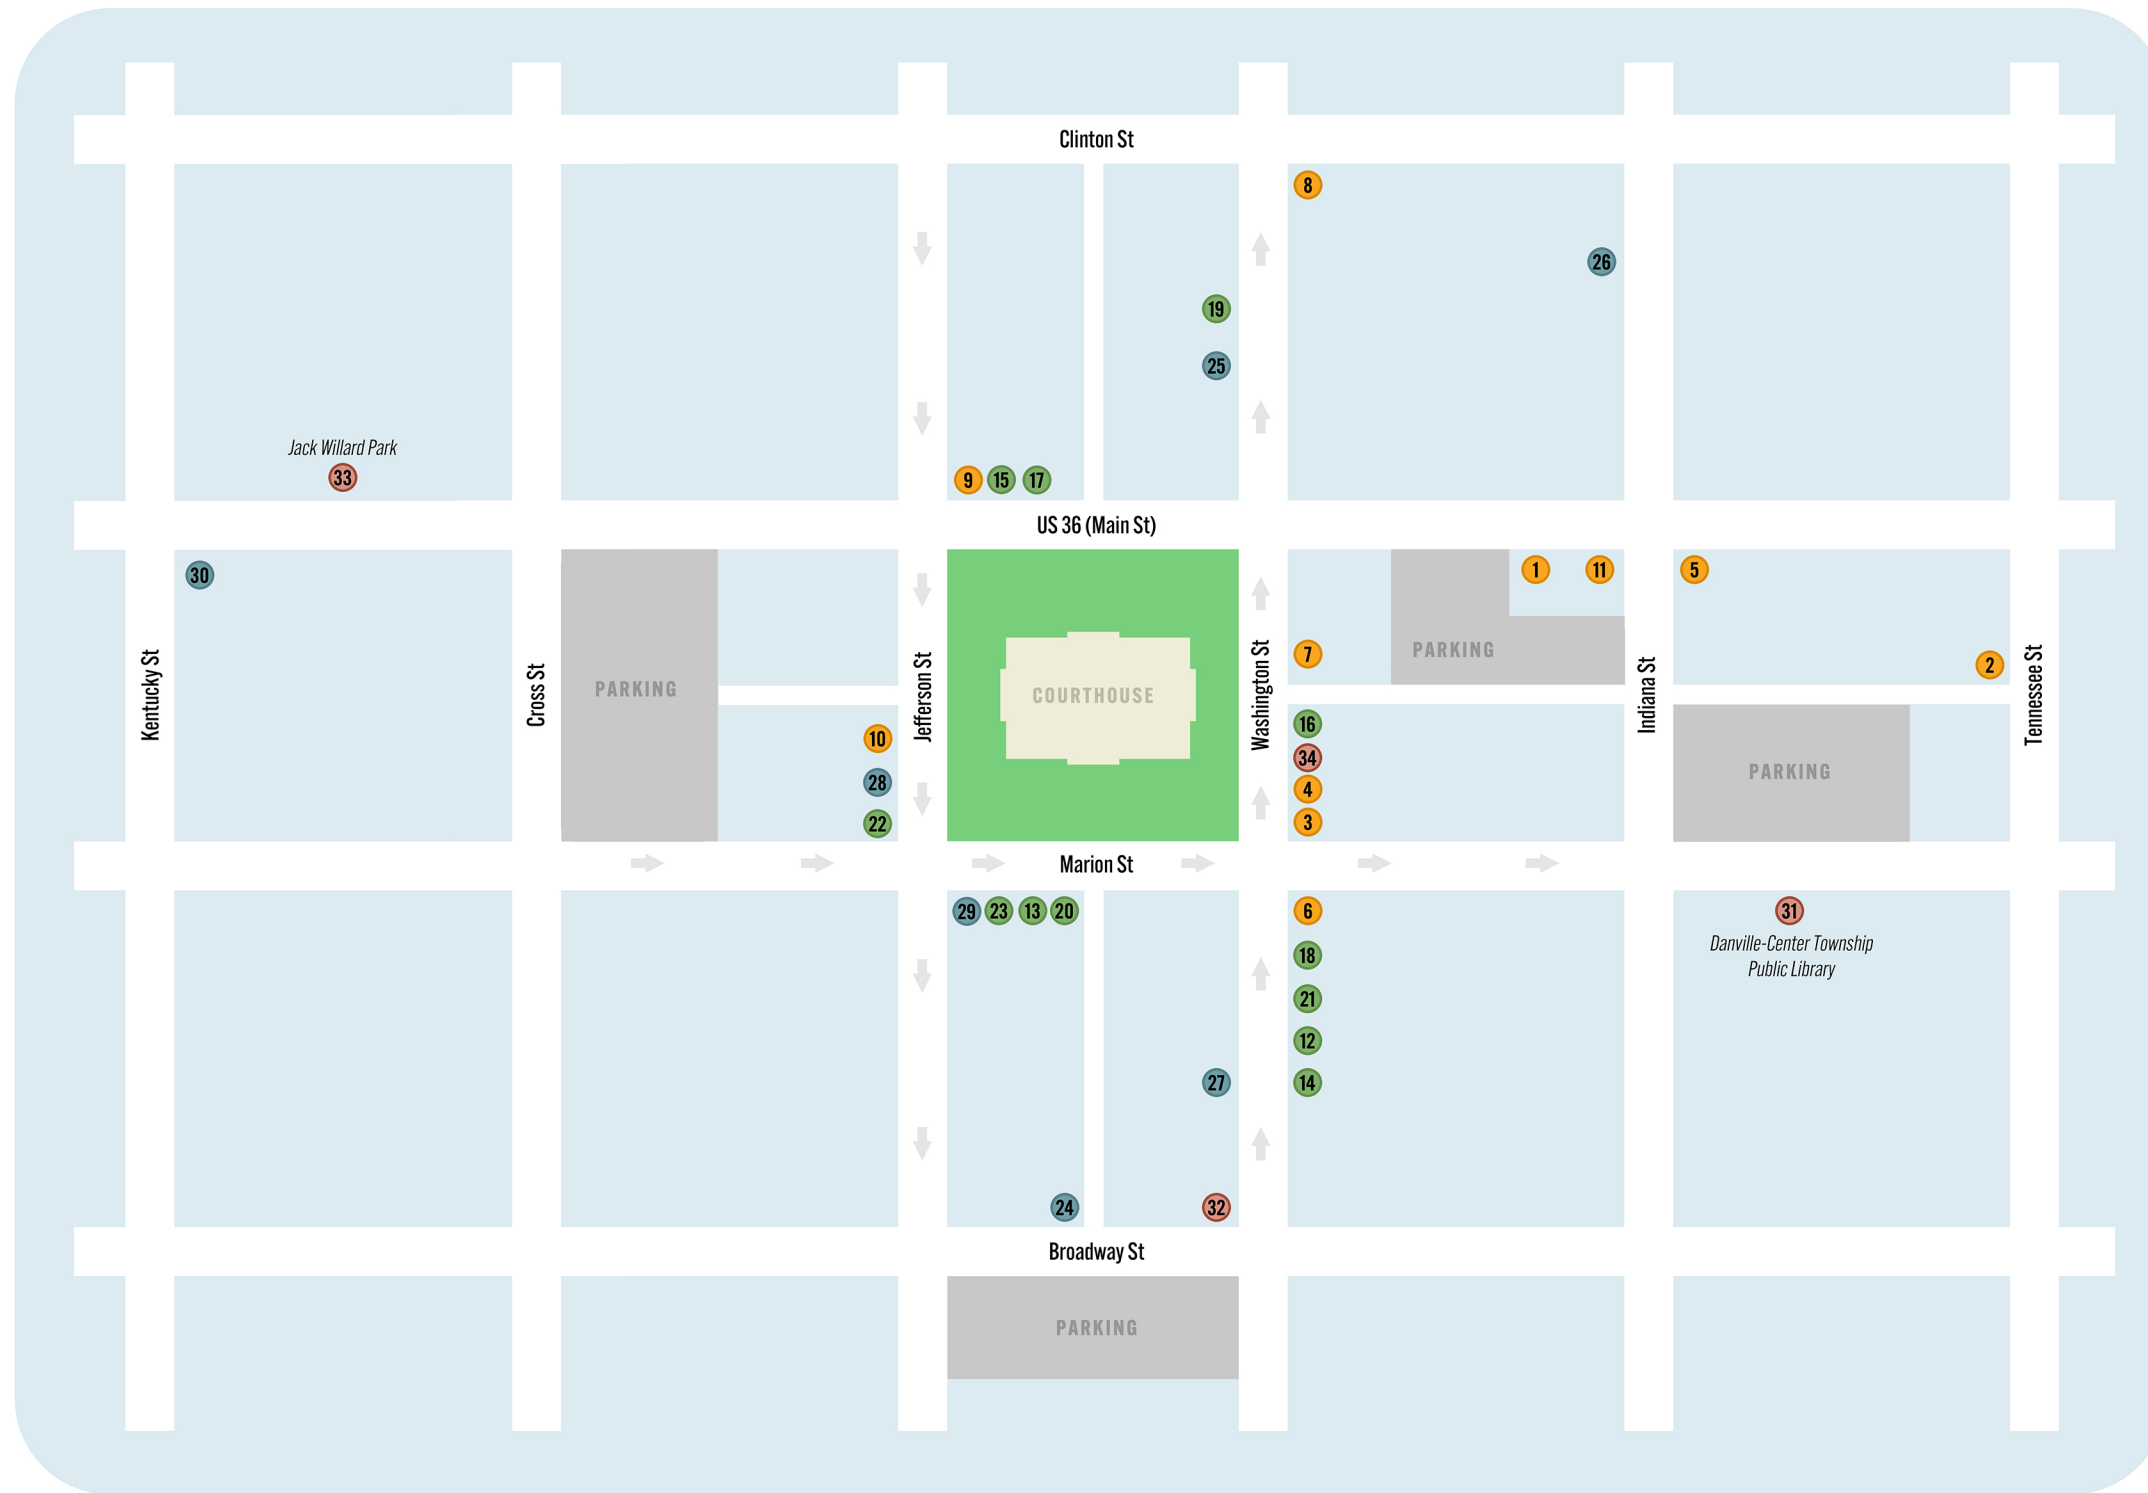 Clinton St
8
26
19
25
Jack Willard Park
33
9
15
17
US 36 (Main St)
30
1
11
5
7
2
PARKING
Kentucky St
Cross St
PARKING
Jefferson St
COURTHOUSE
Washington St
Indiana St
Tennessee St
16
10
34
PARKING
28
4
22
3
Marion St
29
23
13
20
6
31
Danville-Center Township
Public Library
18
21
12
27
14
24
32
Broadway St
PARKING